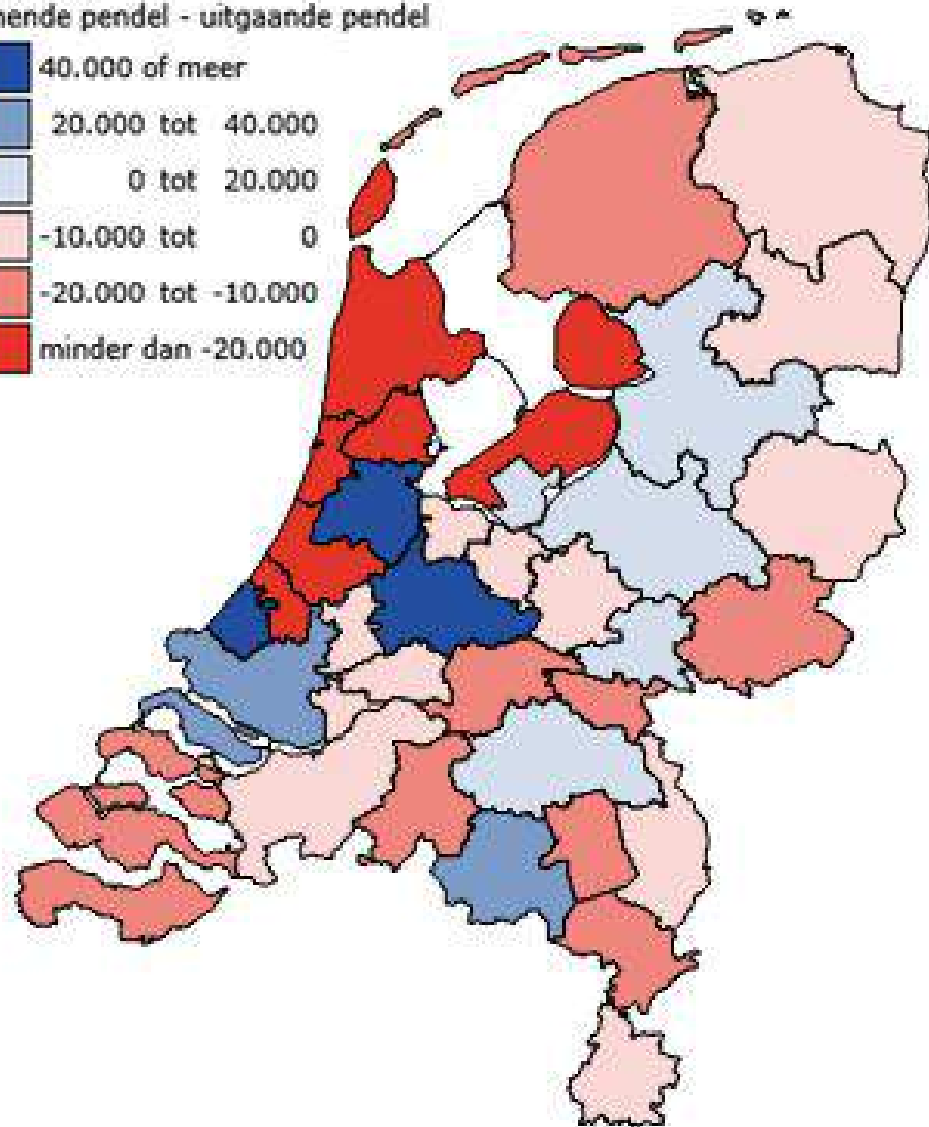 pendel - uitgaande pendel
40.000 of meer
20.000 tot 40.000
0 tot 20.000
-10.000 tot 0
-20.000 tot -10.000
minder dan -20.000